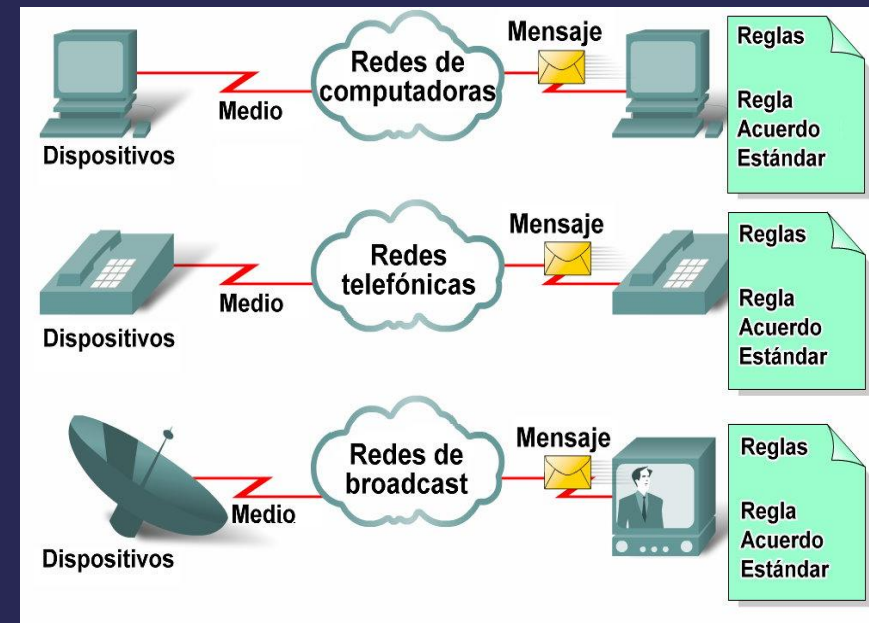 Mensaje
Redes de
computadoras
Medio
Dispositivos
Reglas
Regla
Acuerdo
Estándar
Mensaje
Redes
telefónicas
Medio
Dispositivos
Reglas
Regla
Acuerdo
Estándar
Mensaje
Redes de
broadcast
Medio
Dispositivos
Reglas
Regla
Acuerdo
Estándar